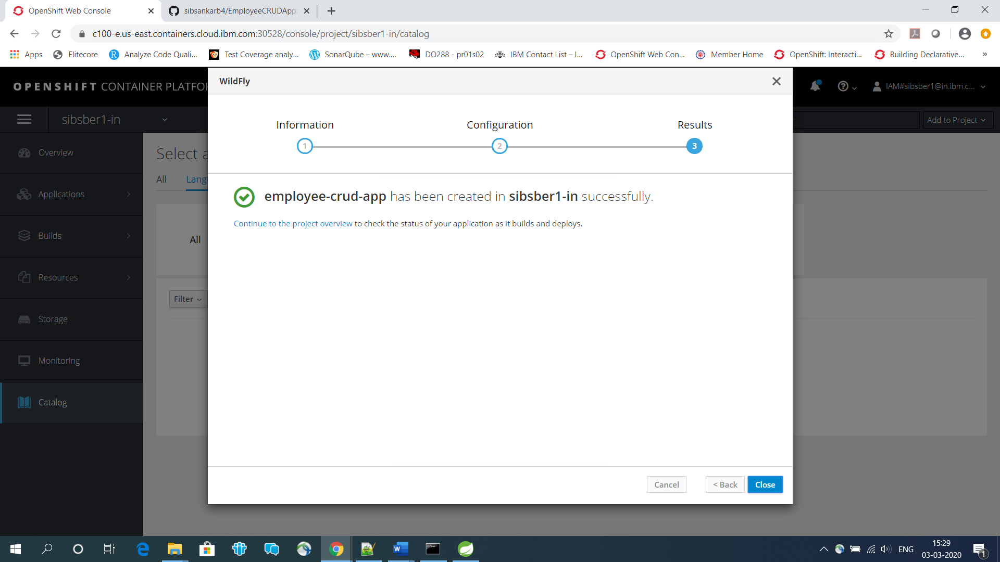 OpenShift Web Console
sibsankarb4/EmployeeCRUDApp:
c100-e.us-east.containers.cloud.ibm.com:30528/console/project/sibsber1-in/catalog
Apps
Elitecore
Analyze Code Quali...
Test Coverage analy...
SonarQube – www....
DO288 - pr01s02
IBM Contact List – I...
OpenShift Web Con...
Member Home
OpenShift: Interacti...
Building Declarative...
»
OPENSHIFT CONTAINER PLATFO
IAM#sibsber1@in.ibm.c...
sibsber1-in
Add to Project
Overview
Applications
Builds
Resources
Storage
Monitoring
Catalog
Select a
All
Lang
All
Filter
WildFly
Information
Configuration
Results
1
2
3
employee-crud-app has been created in sibsber1-in successfully.
Continue to the project overview to check the status of your application as it builds and deploys.
Cancel
< Back
Close
ENG
15:29
03-03-2020
1